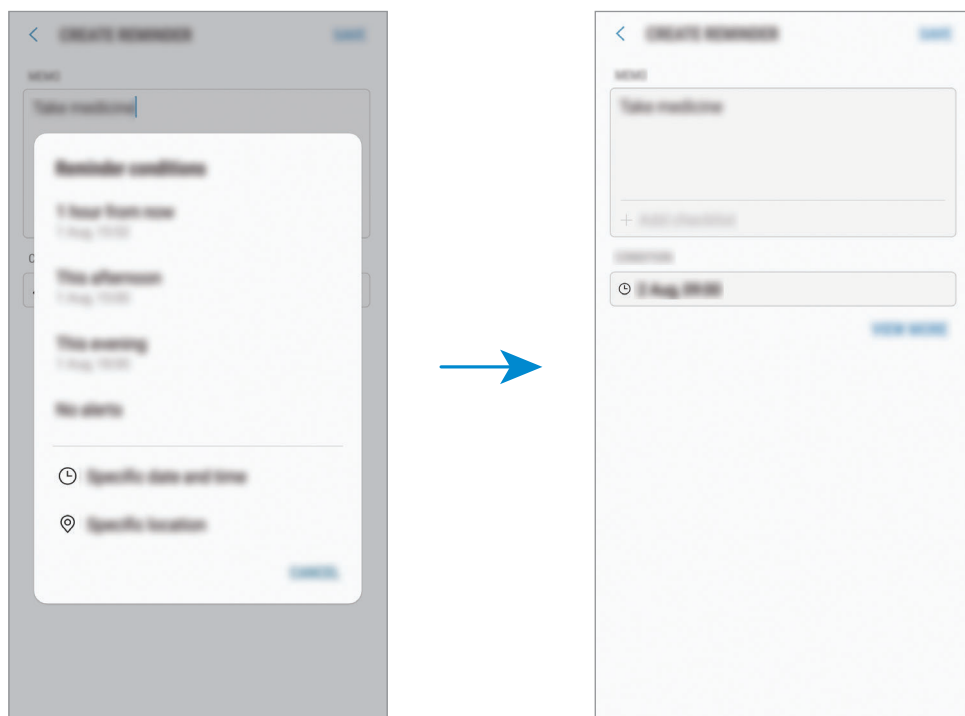 CREATE REMINDER SAVE
MEMO
Take medicine
Reminder conditions
1 hour from now
This afternoon
This evening
No alerts
Specific date and time
Specific location
CANCEL
CREATE REMINDER SAVE
MEMO
Take medicine
Add checklist
CONDITION
2 Aug, 09:00
VIEW MORE